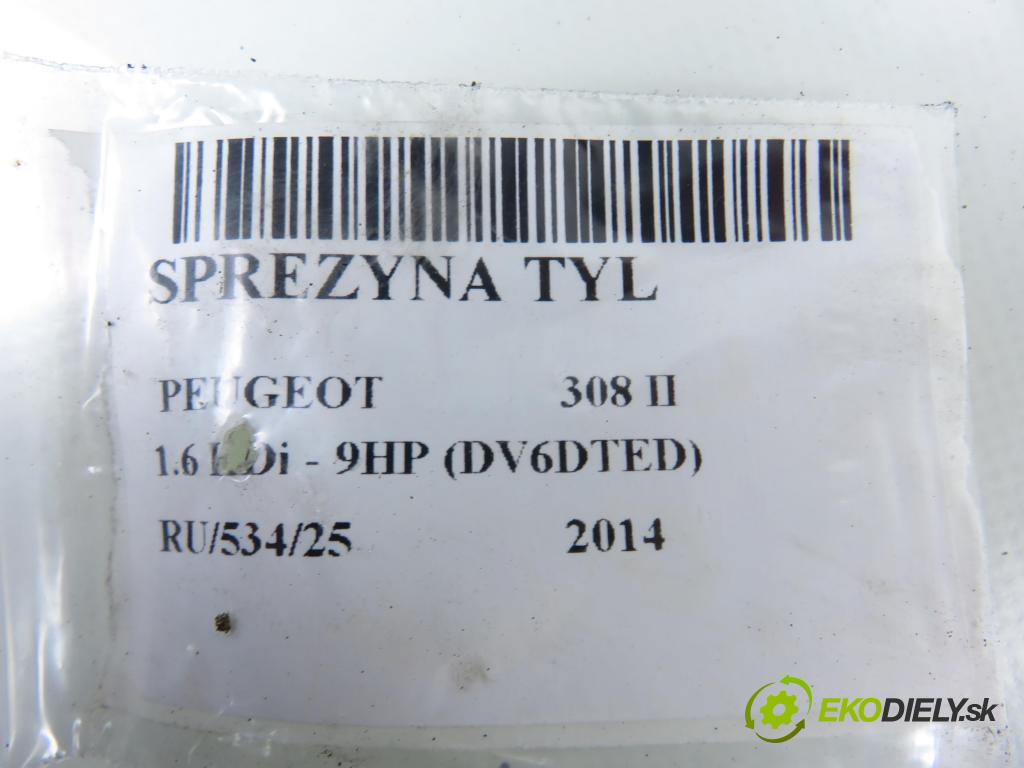 SPREZYNA TYL
PEUGEOT 308 II
1.6 - 9HP (DV6DTED)
RU/534/25 2014
EKODIELY.sk